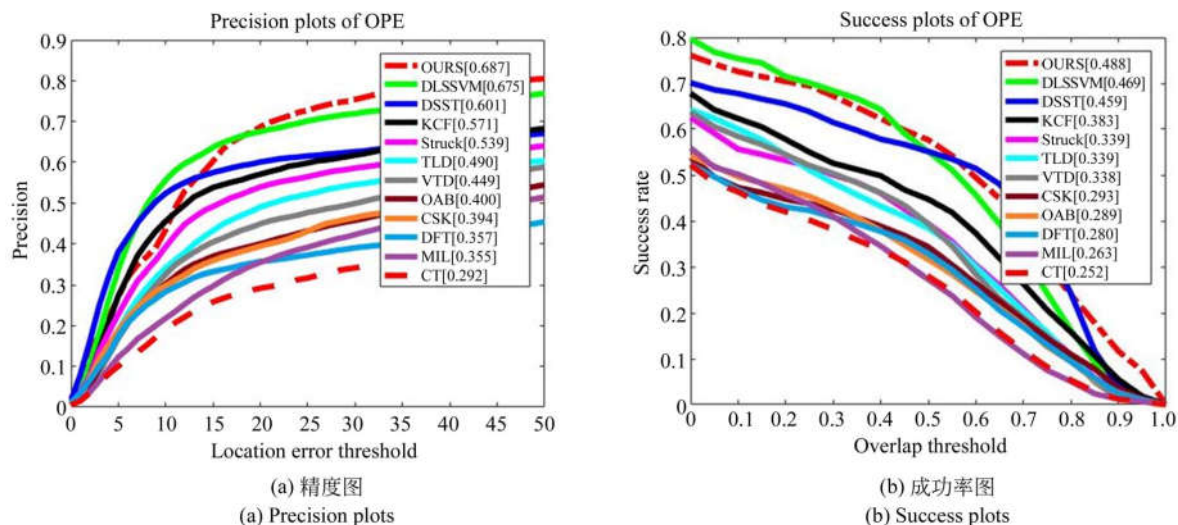 Precision plots of OPE
0.9
0.8
0.7
0.6
0.5
0.4
0.3
0.2
0.1
0
Precision
OURS[0.687]
DLSSVM[0.675]
DSST[0.601]
KCF[0.571]
Struck[0.539]
TLD[0.490]
VTD[0.449]
OAB[0.400]
CSK[0.394]
DFT[0.357]
MIL[0.355]
CT[0.292]
0 5 10 15 20 25 30 35 40 45 50
Location error threshold
(a) 精度图
(a) Precision plots
Success plots of OPE
0.8
0.7
0.6
0.5
0.4
0.3
0.2
0.1
0
Success rate
OURS[0.488]
DLSSVM[0.469]
DSST[0.459]
KCF[0.383]
Struck[0.339]
TLD[0.339]
VTD[0.338]
CSK[0.293]
OAB[0.289]
DFT[0.280]
MIL[0.263]
CT[0.252]
0 0.1 0.2 0.3 0.4 0.5 0.6 0.7 0.8 0.9 1.0
Overlap threshold
(b) 成功率图
(b) Success plots